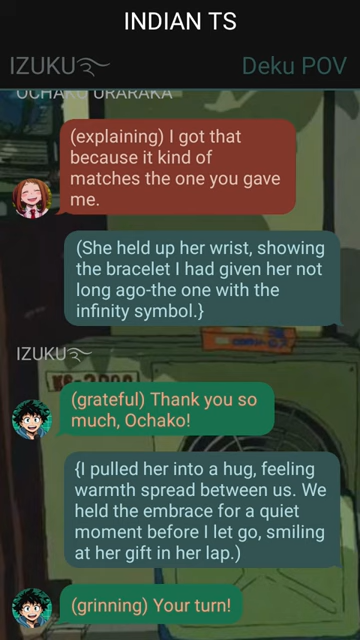 INDIAN TS
IZUKU
Deku POV
OCHAKO URARAKA
(explaining) I got that
because it kind of
matches the one you gave
me.
(She held up her wrist, showing
the bracelet I had given her not
long ago-the one with the
infinity symbol.}
IZUKU
(grateful) Thank you so
much, Ochako!
{I pulled her into a hug, feeling
warmth spread between us. We
held the embrace for a quiet
moment before I let go, smiling
at her gift in her lap.)
(grinning) Your turn!